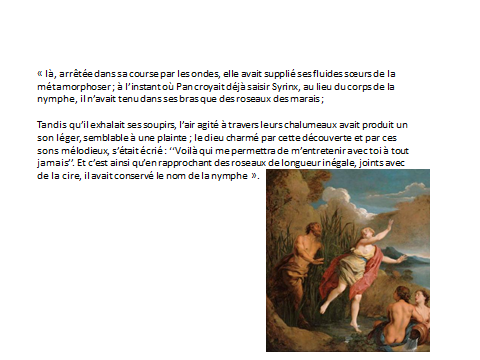 « là, arrêtée dans sa course par les ondes, elle avait supplié ses fluides sœurs de la
métamorphoser ; à l'instant où Pan croyait déjà saisir Syrinx, au lieu du corps de la
nymphe, il n'avait tenu dans ses bras que des roseaux des marais ;
Tandis qu'il exhalait ses soupirs, l'air agité à travers leurs chalumeaux avait produit un
son léger, semblable à une plainte ; le dieu charmé par cette découverte et par ces
sons mélodieux, s'était écrié : ‘‘Voilà qui me permettra de m'entretenir avec toi à tout
jamais’’. Et c'est ainsi qu'en rapprochant des roseaux de longueur inégale, joints avec
de la cire, il avait conservé le nom de la nymphe ».